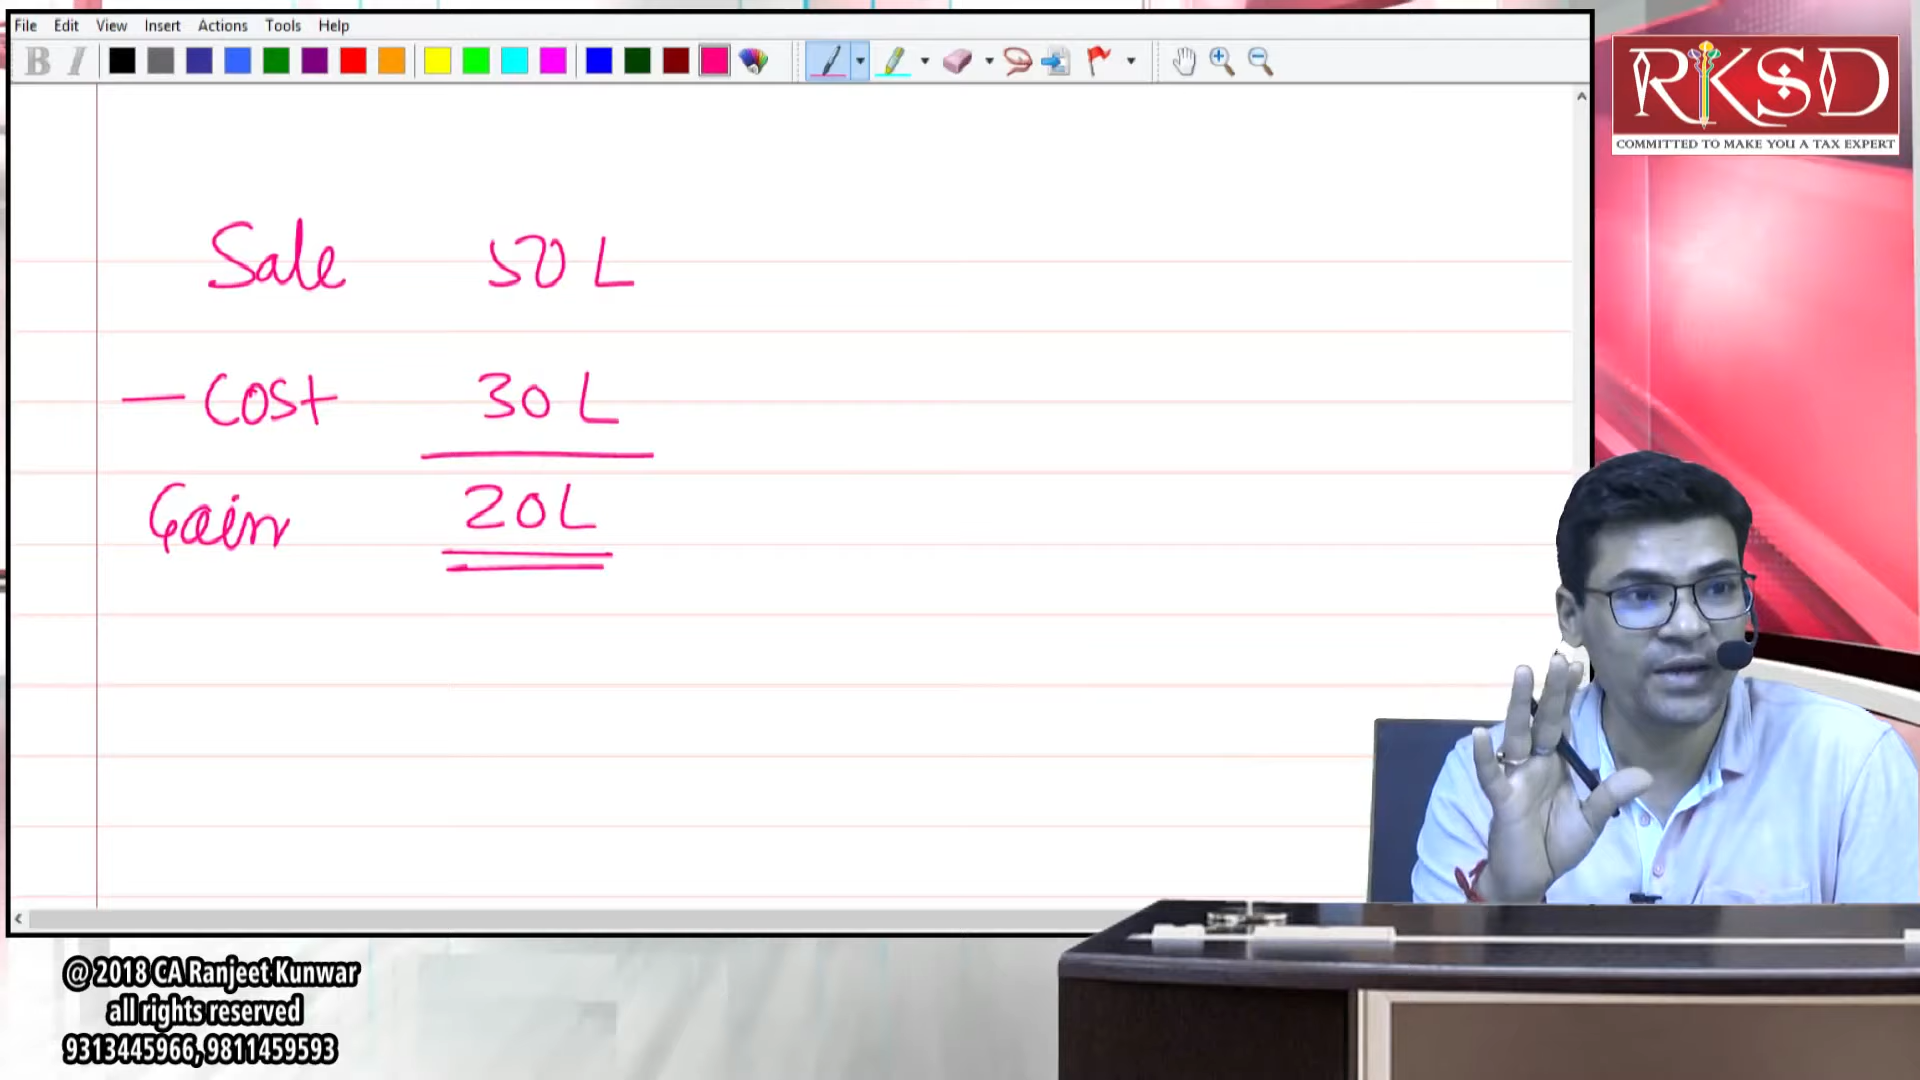 File Edit View Insert Actions Tools Help
B I
RKSD
COMMITTED TO MAKE YOU A TAX EXPERT
Sale 50 L
— Cost 30 L
Gain 20L
@ 2018 CA Ranjeet Kunwar
all rights reserved
9313445966, 9811459593